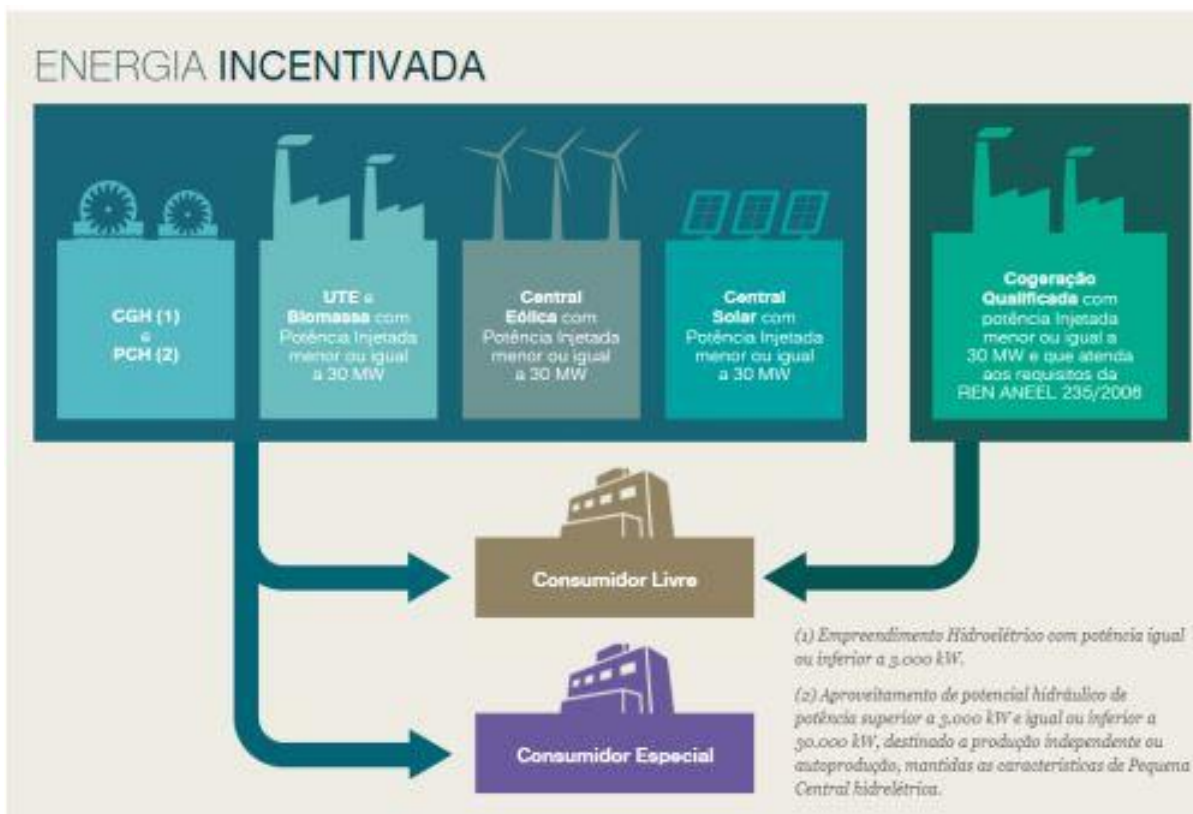 ENERGIA INCENTIVADA
CGH (1)
e
PCH (2)
UTE e
Biomassa com
Potência Injetada
menor ou igual
a 30 MW
Central
Eólica com
Potência Injetada
menor ou igual
a 30 MW
Central
Solar com
Potência Injetada
menor ou igual
a 30 MW
Cogeração
Qualificada com
potência Injetada
menor ou igual a
30 MW e que atenda
aos requisitos da
REN ANEEL 235/2006
Consumidor Livre
Consumidor Especial
(1) Empreendimento Hidroelétrico com potência igual
ou inferior a 3.000 kW.
(2) Aproveitamento de potencial hidráulico de
potência superior a 3.000 kW e igual ou inferior a
30.000 kW, destinado a produção independente ou
autoprodução, mantidas as características de Pequena
Central hidrelétrica.